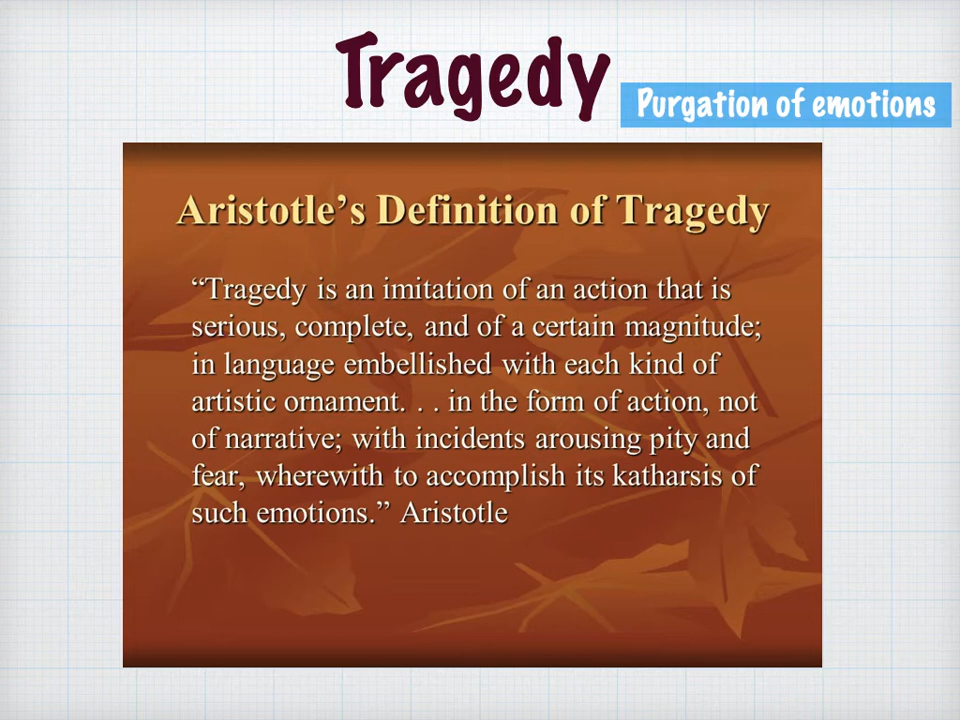 Tragedy
Purgation of emotions
Aristotle’s Definition of Tragedy
“Tragedy is an imitation of an action that is
serious, complete, and of a certain magnitude;
in language embellished with each kind of
artistic ornament. . . in the form of action, not
of narrative; with incidents arousing pity and
fear, wherewith to accomplish its katharsis of
such emotions.” Aristotle